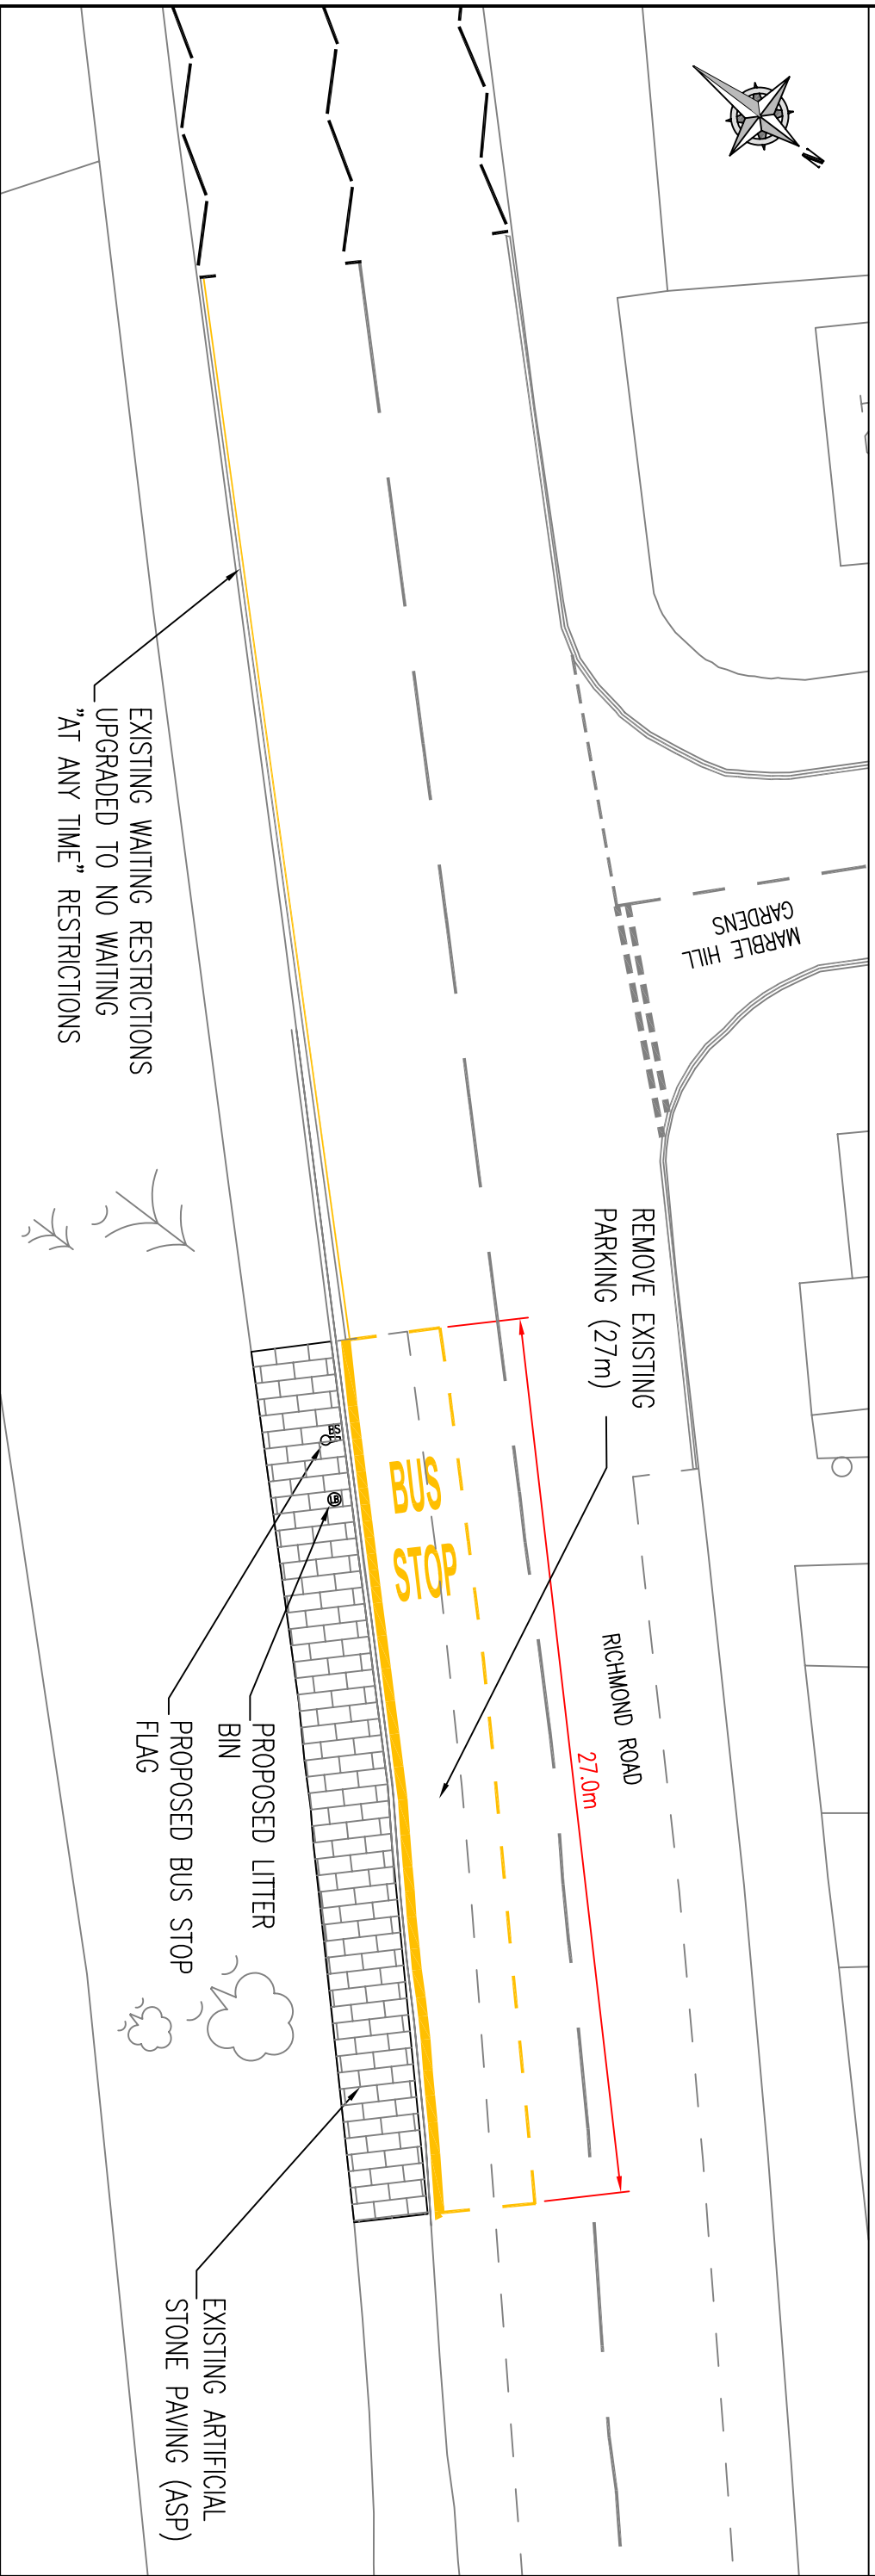 N
MARBLE HILL
GARDENS
EXISTING WAITING RESTRICTIONS
UPGRADED TO NO WAITING
"AT ANY TIME" RESTRICTIONS
REMOVE EXISTING
PARKING (27m)
BUS
STOP
RICHMOND ROAD
27.0m
LB
PROPOSED LITTER
BIN
PROPOSED BUS STOP
FLAG
EXISTING ARTIFICIAL
STONE PAVING (ASP)